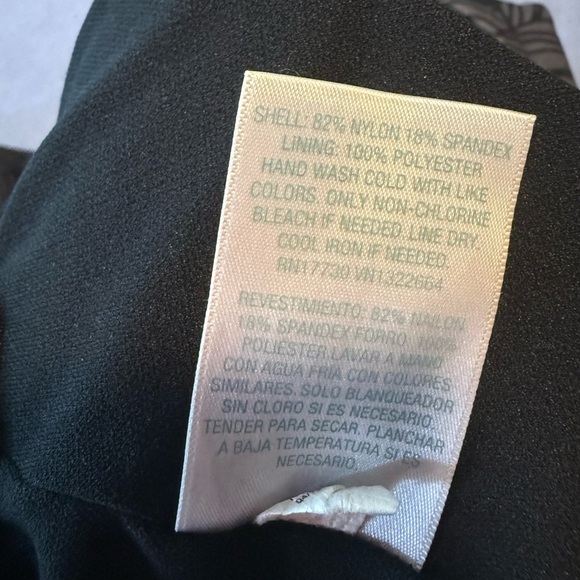 SHELL: 82% NYLON 18% SPANDEX
LINING: 100% POLYESTER
HAND WASH COLD WITH LIKE
COLORS. ONLY NON-CHLORINE
BLEACH IF NEEDED. LINE DRY.
COOL IRON IF NEEDED.
RN17730 VN1322664
REVESTIMIENTO: 82% NAILON
18% SPANDEX FORRO: 100%
POLIESTER LAVAR A MANO
CON AGUA FRIA CON COLORES
SIMILARES. SOLO BLANQUEADOR
SIN CLORO SI ES NECESARIO.
TENDER PARA SECAR. PLANCHAR
A BAJA TEMPERATURA SI ES
NECESARIO.